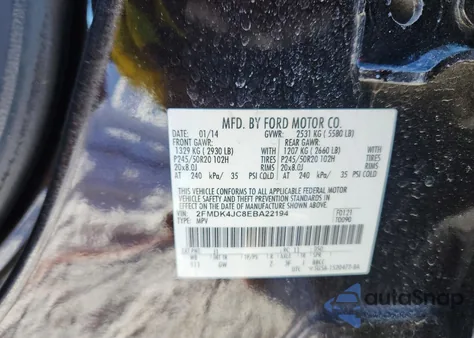 MFD. BY FORD MOTOR CO.
DATE: 01/14 GVWR: 2531 KG ( 5580 LB)
FRONT GAWR: REAR GAWR:
1329 KG ( 2930 LB) 1207 KG ( 2660 LB)
P245/50R20 102H TIRES P245/50R20 102H TIRES
20x8.0J RIMS 20x8.0J RIMS
AT 240 kPa/ 35 PSI COLD AT 240 kPa/ 35 PSI COLD
THIS VEHICLE CONFORMS TO ALL APPLICABLE FEDERAL MOTOR
VEHICLE SAFETY AND THEFT PREVENTION STANDARDS IN EFFECT ON
THE DATE OF MANUFACTURE SHOWN ABOVE.
VIN: 2FMDK4JC8EBA22194 F0121
TYPE: MPV T0090
autoSnap